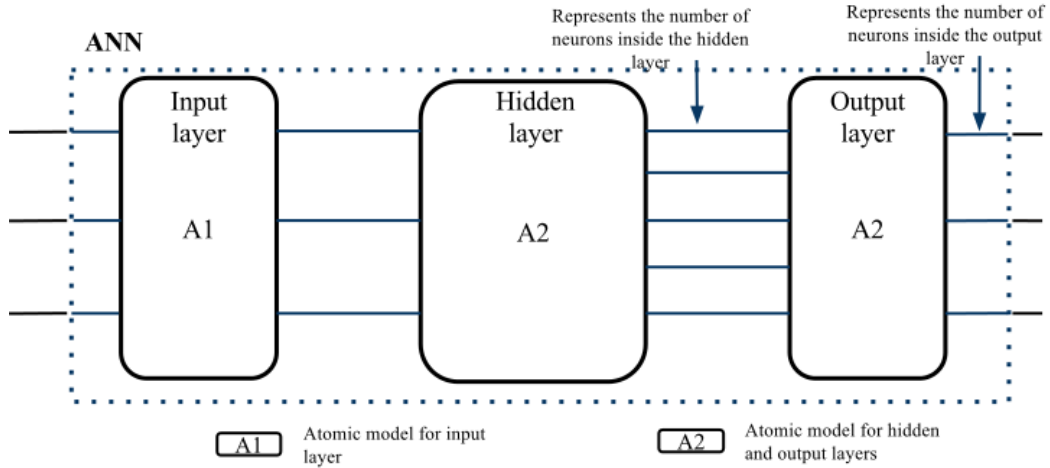 ANN
Represents the number of
neurons inside the hidden
layer
Represents the number of
neurons inside the output
layer
Input
layer
A1
Hidden
layer
A2
Output
layer
A2
A1
Atomic model for input
layer
A2
Atomic model for hidden
and output layers